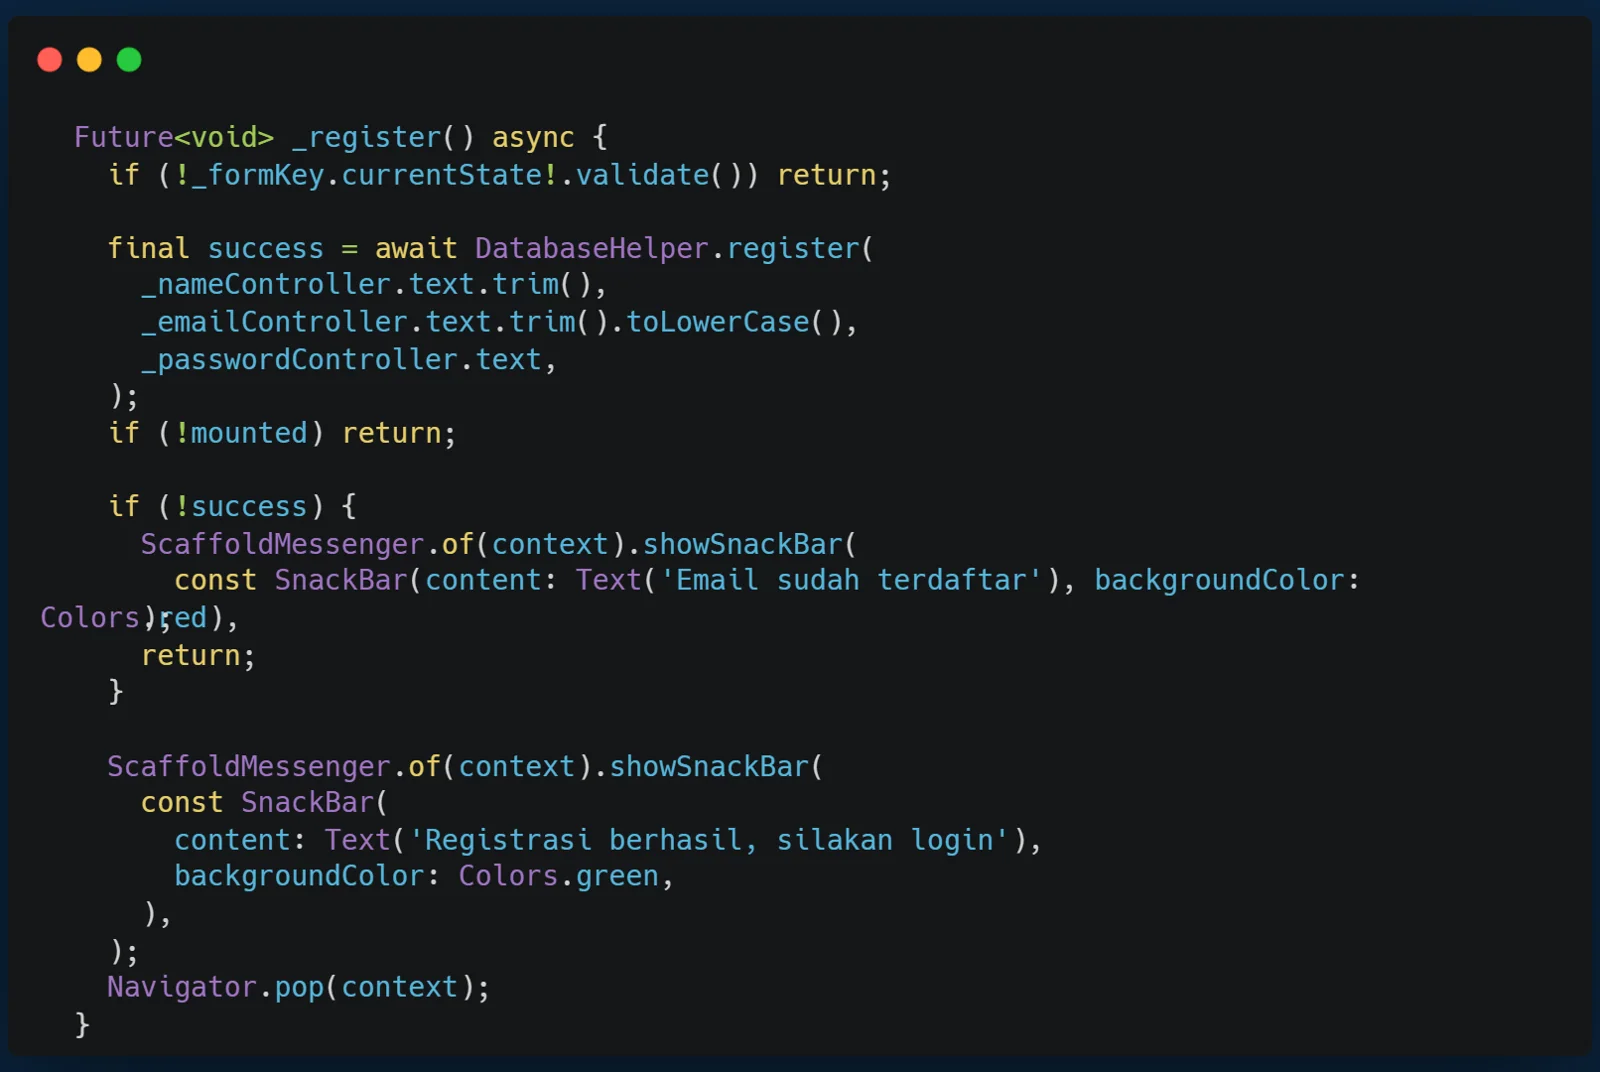 Future<void> _register() async {
if (!_formKey.currentState!.validate()) return;
final success = await DatabaseHelper.register(
_nameController.text.trim(),
_emailController.text.trim().toLowerCase(),
_passwordController.text,
);
if (!mounted) return;
if (!success) {
ScaffoldMessenger.of(context).showSnackBar(
const SnackBar(content: Text('Email sudah terdaftar'), backgroundColor:
Colors.red),
);
return;
}
ScaffoldMessenger.of(context).showSnackBar(
const SnackBar(
content: Text('Registrasi berhasil, silakan login'),
backgroundColor: Colors.green,
),
);
Navigator.pop(context);
}